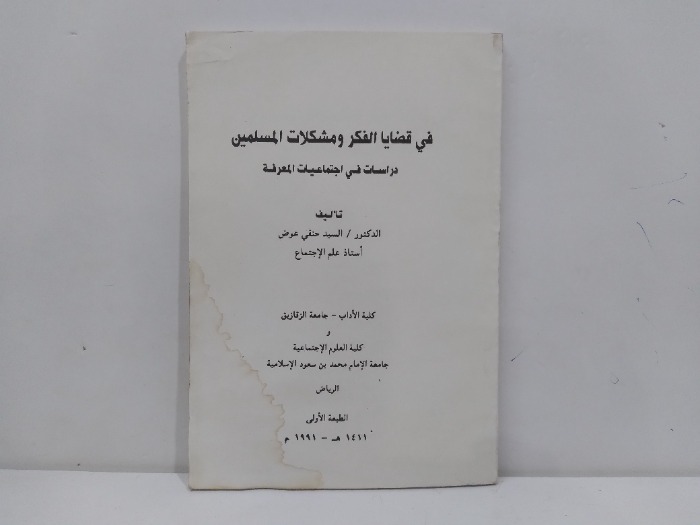 في قضايا الفكر ومشكلات المسلمين
دراسات في اجتماعيات المعرفة
تأليف
الدكتور / السيد حنفي عوض
أستاذ علم الإجتماع
كلية الأداب - جامعة الزقازيق
و
كلية العلوم الإجتماعية
جامعة الإمام محمد بن سعود الإسلامية
الرياض
الطبعة الأولى
١٤١١ هـ - ١٩٩١ م